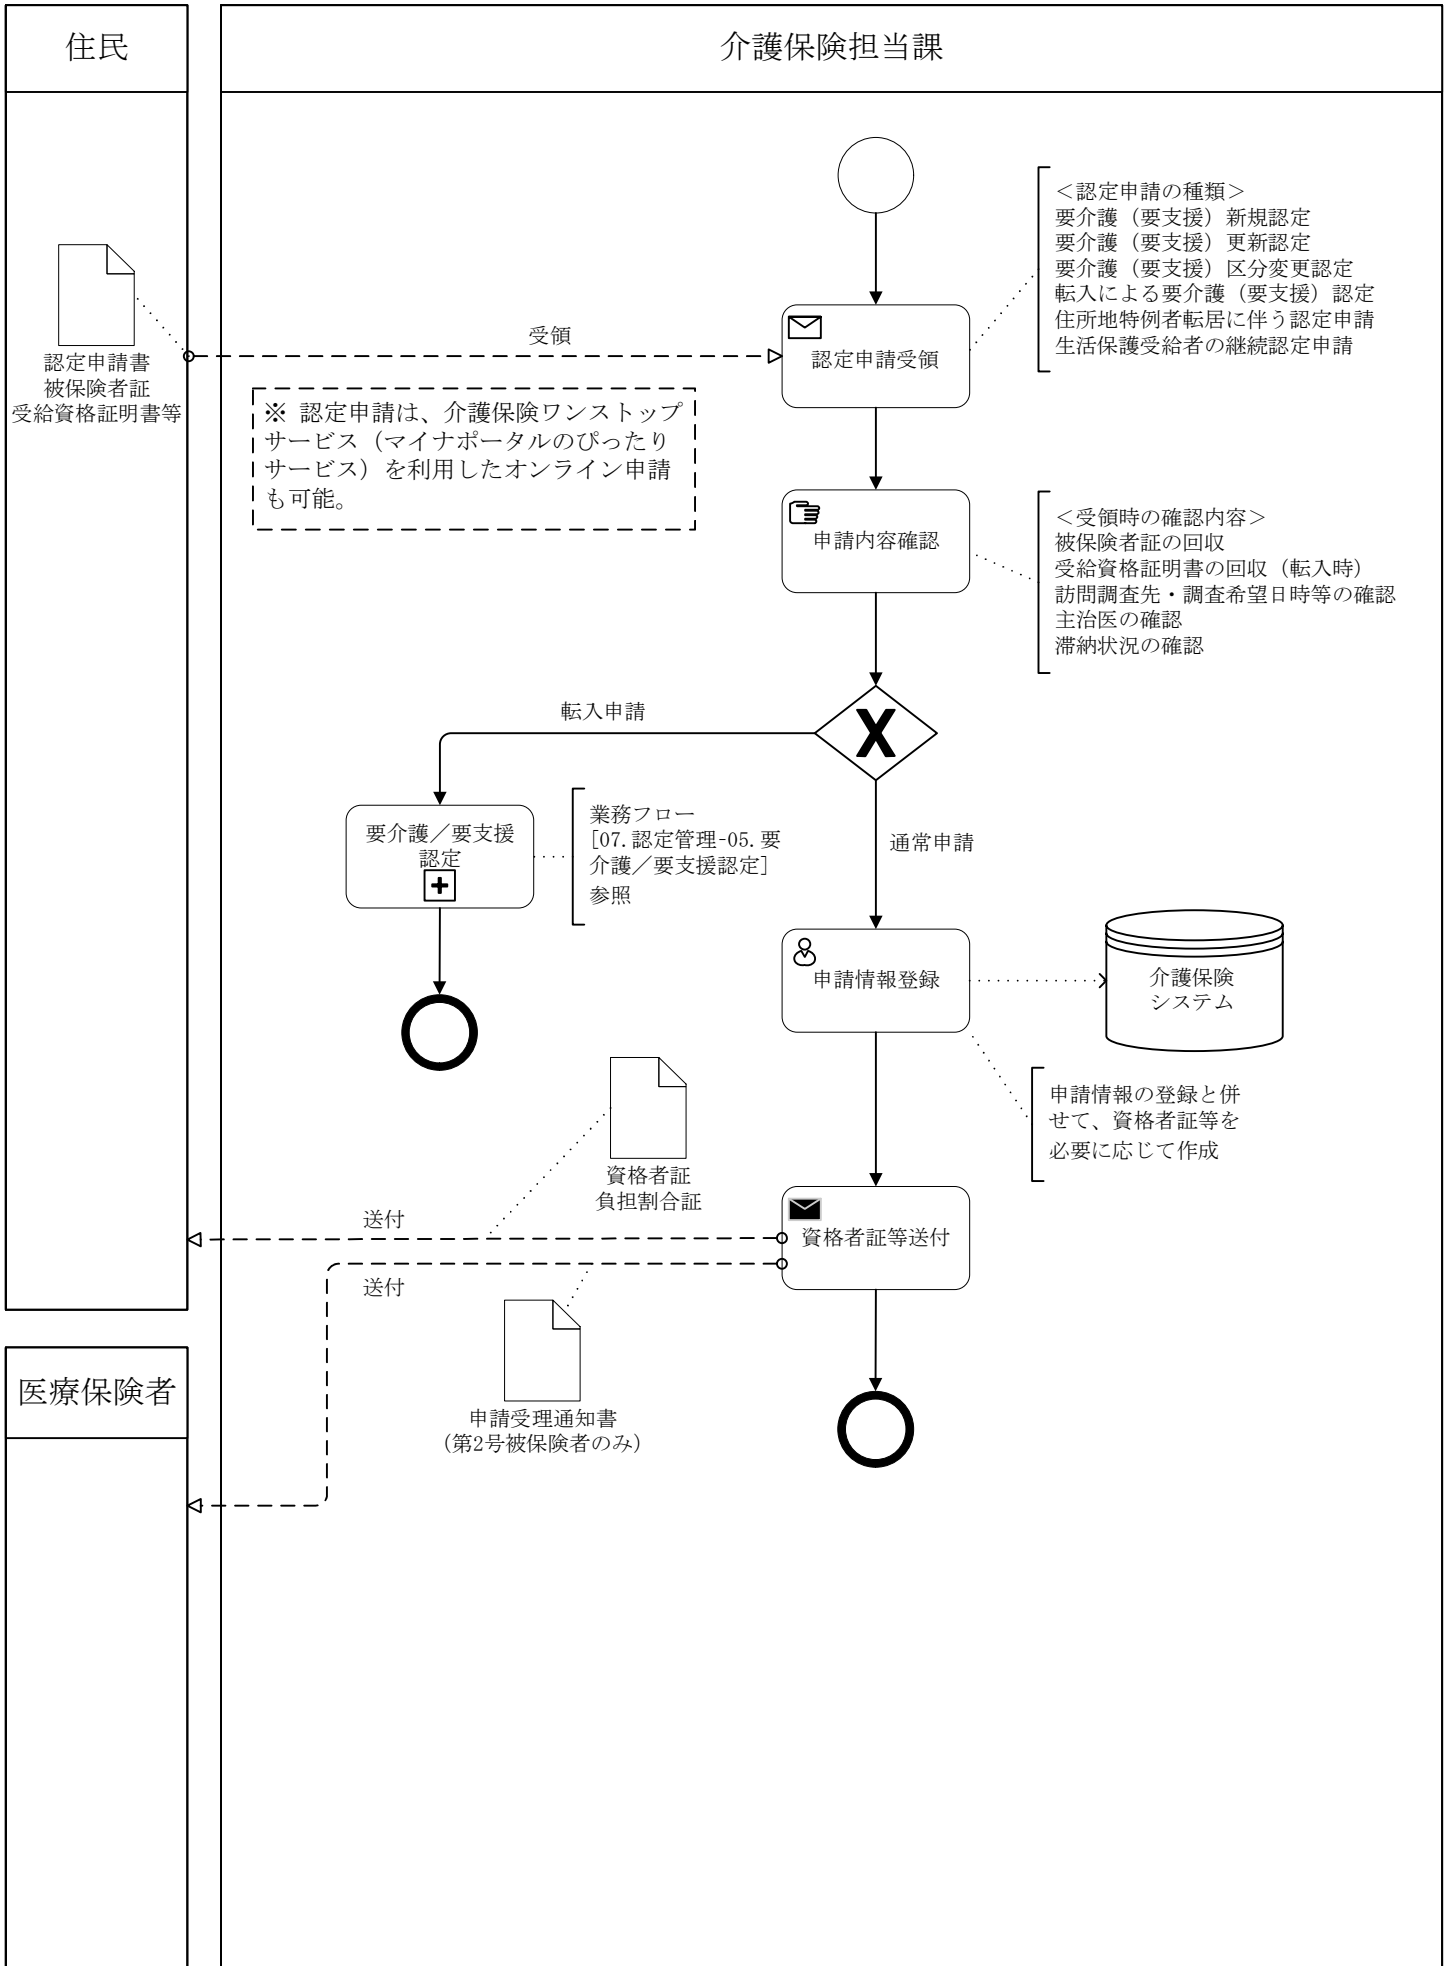 住民
介護保険担当課
＜認定申請の種類＞
要介護（要支援）新規認定
要介護（要支援）更新認定
要介護（要支援）区分変更認定
転入による要介護（要支援）認定
住所地特例者転居に伴う認定申請
生活保護受給者の継続認定申請
認定申請書
被保険者証
受給資格証明書等
受領
認定申請受領
※ 認定申請は、介護保険ワンストップ
サービス（マイナポータルのぴったり
サービス）を利用したオンライン申請
も可能。
申請内容確認
＜受領時の確認内容＞
被保険者証の回収
受給資格証明書の回収（転入時）
訪問調査先・調査希望日時等の確認
主治医の確認
滞納状況の確認
転入申請
X
通常申請
要介護／要支援
認定
業務フロー
[07.認定管理-05.要
介護／要支援認定]
参照
申請情報登録
介護保険
システム
申請情報の登録と併
せて、資格者証等を
必要に応じて作成
資格者証
負担割合証
送付
資格者証等送付
送付
申請受理通知書
（第2号被保険者のみ）
医療保険者